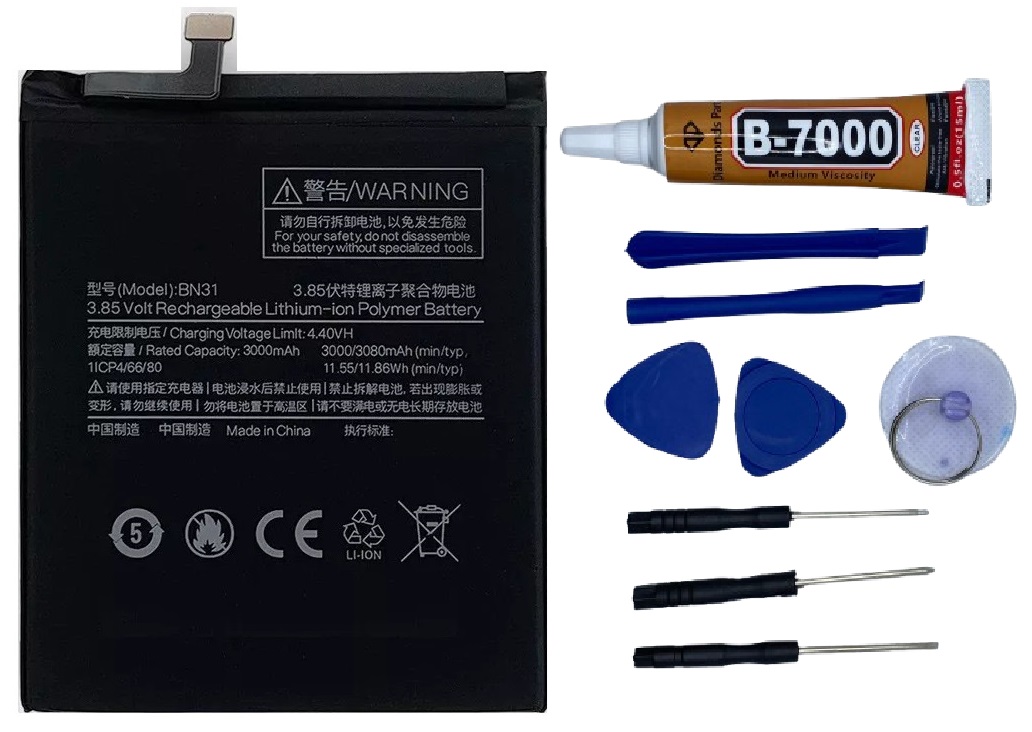 警告/WARNING
请勿自行拆卸电池,以免发生危险
For your safety, do not disassemble
the battery without specialized tools.
型号(Model):BN31 3.85伏特锂离子聚合物电池
3.85 Volt Rechargeable Lithium-ion Polymer Battery
充电限制电压/ Charging Voltage Limlt: 4.40VH
额定容量/ Rated Capacity: 3000mAh 3000/3080mAh (min/typ,
1ICP4/66/80 11.55/11.86Wh (min/typ)
请使用指定充电器|电池浸水后禁止使用|禁止拆解电池, 若出现膨胀或
变形, 请勿继续使用|勿将电池置于高温区|请不要满电或无电长期存放电池
中国制造 中国制造 Made in China 执行标准:
5
CE
LI-ION
Diamonds
B-7000
CLEAR
Medium Viscosity
0.5fl.oz(15ml)